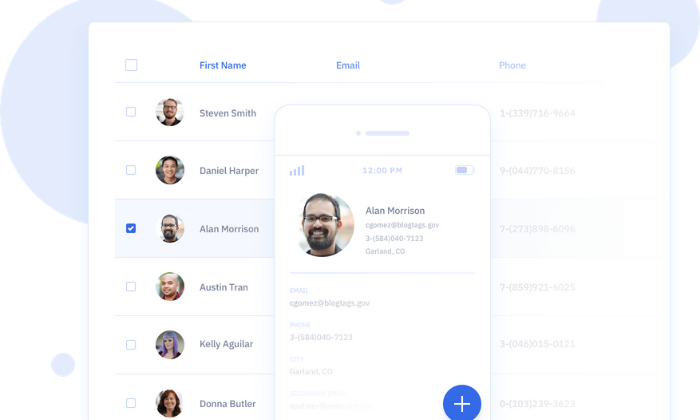 First Name Email Phone
Steven Smith 1-(339)716-9664
12:00 PM
Daniel Harper 9-(044)770-8156
Alan Morrison
cgomez@blogtags.gov
3-(584)040-7123
Garland, CO
Alan Morrison 7-(273)898-6096
Austin Tran 7-(859)921-6025
EMAIL
cgomez@blogtags.gov
PHONE
3-(584)040-7123
Kelly Aguilar 3-(046)015-0121
CITY
Garland, CO
Donna Butler 0-(103)239-3623